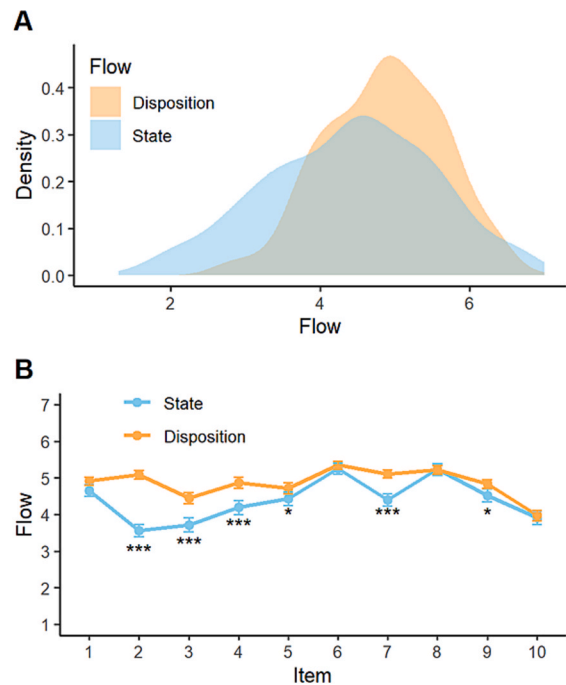 A
Flow
Disposition
State
Density
0.4
0.3
0.2
0.1
0.0
2 4 6
Flow
B
State
Disposition
Flow
7
6
5
4
3
2
1
*** *** *** * *** *
1 2 3 4 5 6 7 8 9 10
Item